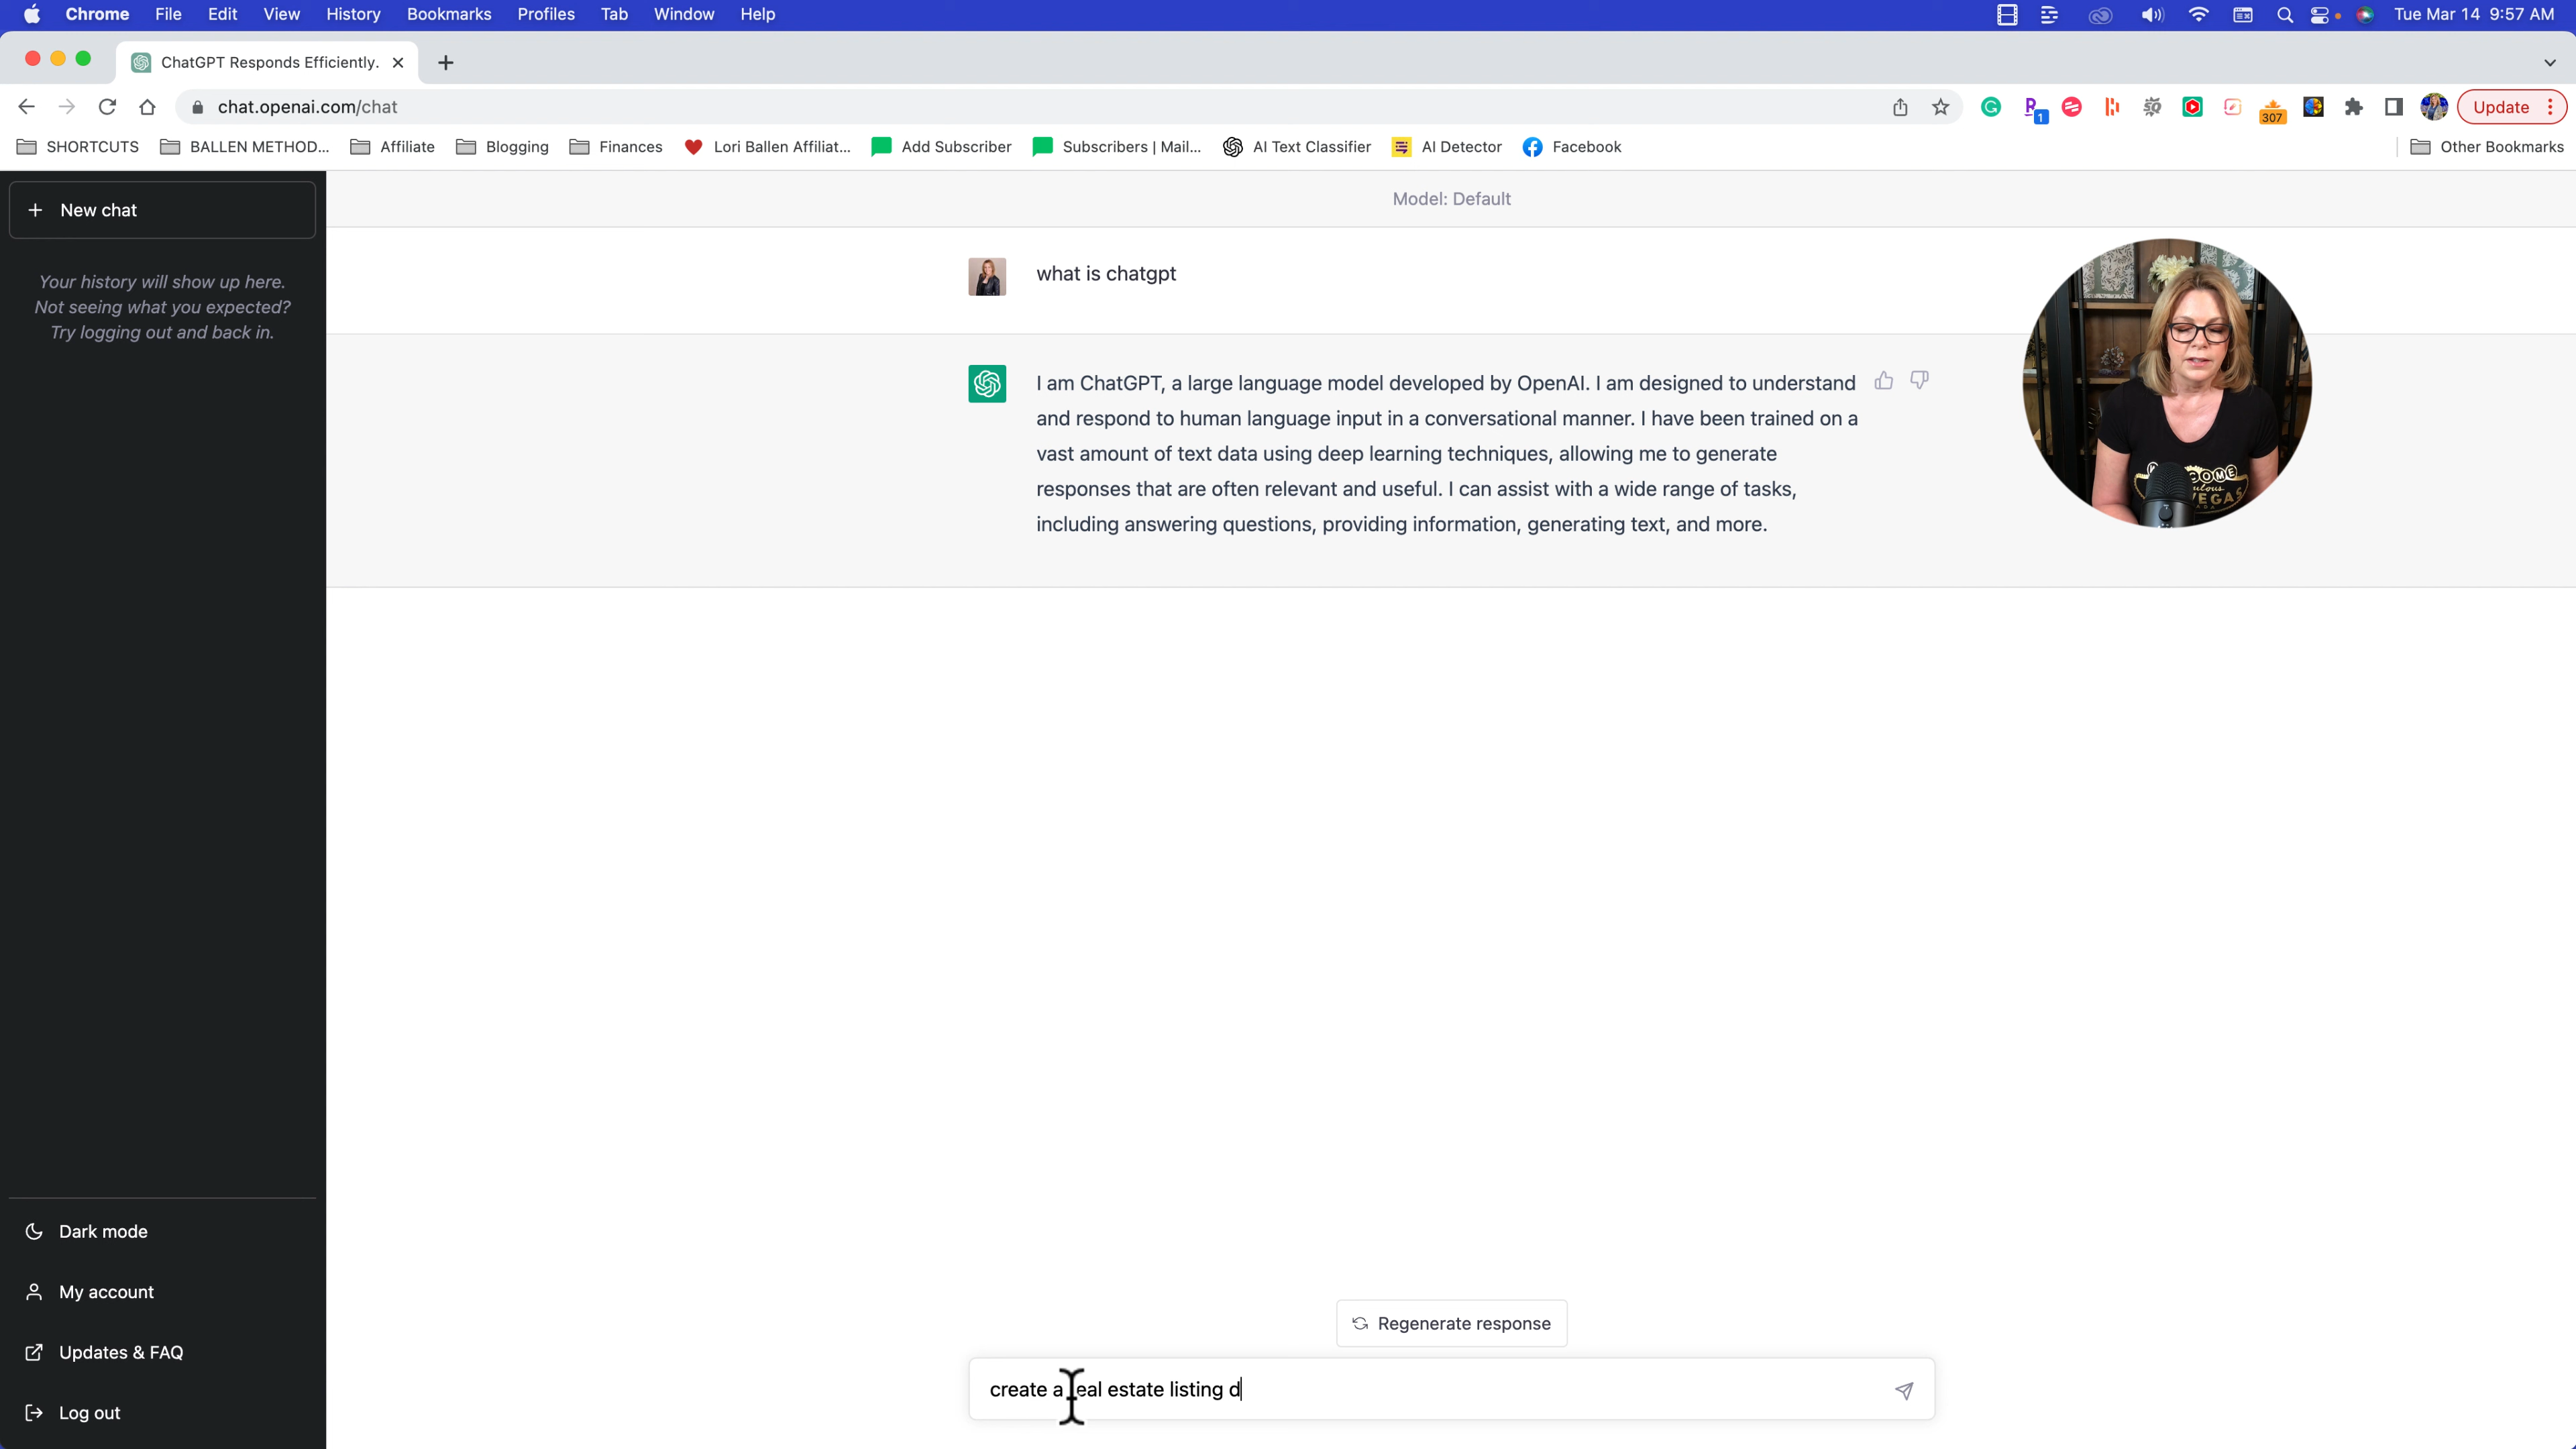 Chrome File Edit View History Bookmarks Profiles Tab Window Help Tue Mar 14 9:57 AM
ChatGPT Responds Efficiently.
chat.openai.com/chat
1
307
Update
SHORTCUTS BALLEN METHOD... Affiliate Blogging Finances Lori Ballen Affiliat... Add Subscriber Subscribers | Mail... AI Text Classifier AI Detector Facebook Other Bookmarks
New chat
Your history will show up here.
Not seeing what you expected?
Try logging out and back in.
Model: Default
what is chatgpt
I am ChatGPT, a large language model developed by OpenAI. I am designed to understand
and respond to human language input in a conversational manner. I have been trained on a
vast amount of text data using deep learning techniques, allowing me to generate
responses that are often relevant and useful. I can assist with a wide range of tasks,
including answering questions, providing information, generating text, and more.
Dark mode
My account
Updates & FAQ
Log out
Regenerate response
create a real estate listing d